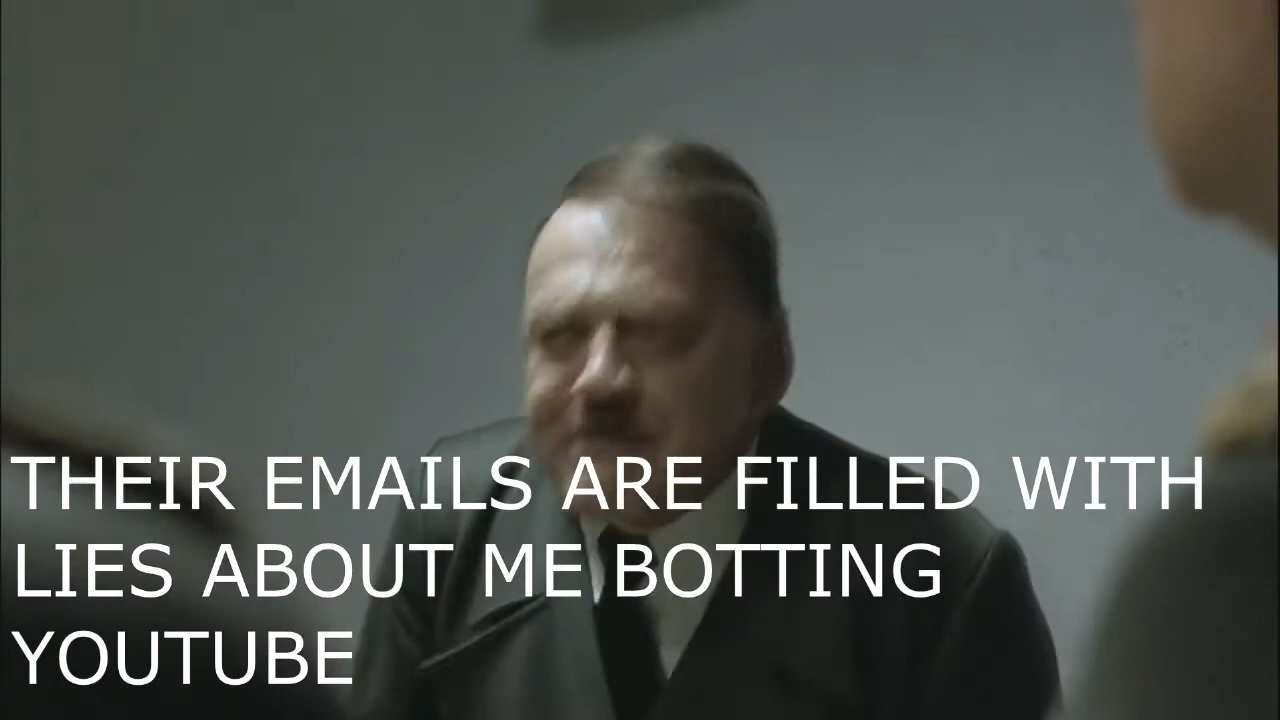 THEIR EMAILS ARE FILLED WITH
LIES ABOUT ME BOTTING
YOUTUBE